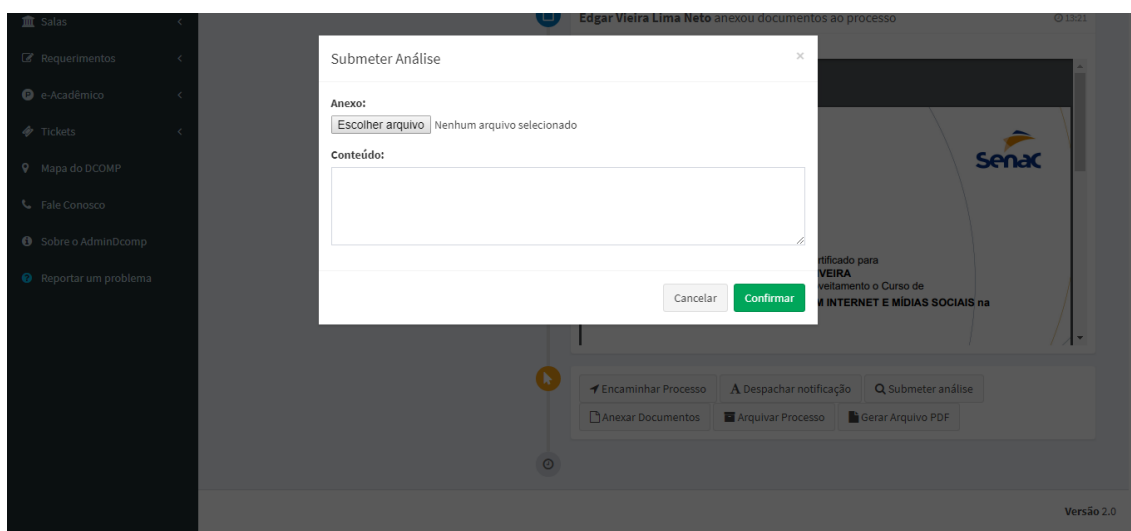 Salas
Requerimentos
e-Acadêmico
Tickets
Mapa do DCOMP
Fale Conosco
Sobre o AdminDcomp
Reportar um problema
Edgar Vieira Lima Neto anexou documentos ao processo
13:21
Submeter Análise
×
Anexo:
Escolher arquivo Nenhum arquivo selecionado
Conteúdo:
Cancelar
Confirmar
Senac
rtificado para
VEIRA
veitamento o Curso de
M INTERNET E MÍDIAS SOCIAIS na
Encaminhar Processo
Despachar notificação
Submeter análise
Anexar Documentos
Arquivar Processo
Gerar Arquivo PDF
Versão 2.0